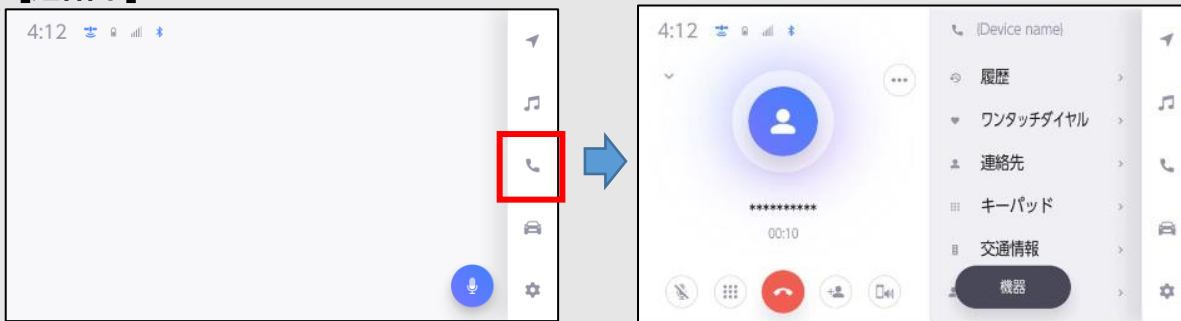 4:12
4:12
(Device name)
履歴
ワンタッチダイヤル
連絡先
キーパッド
交通情報
機器
**********
00:10